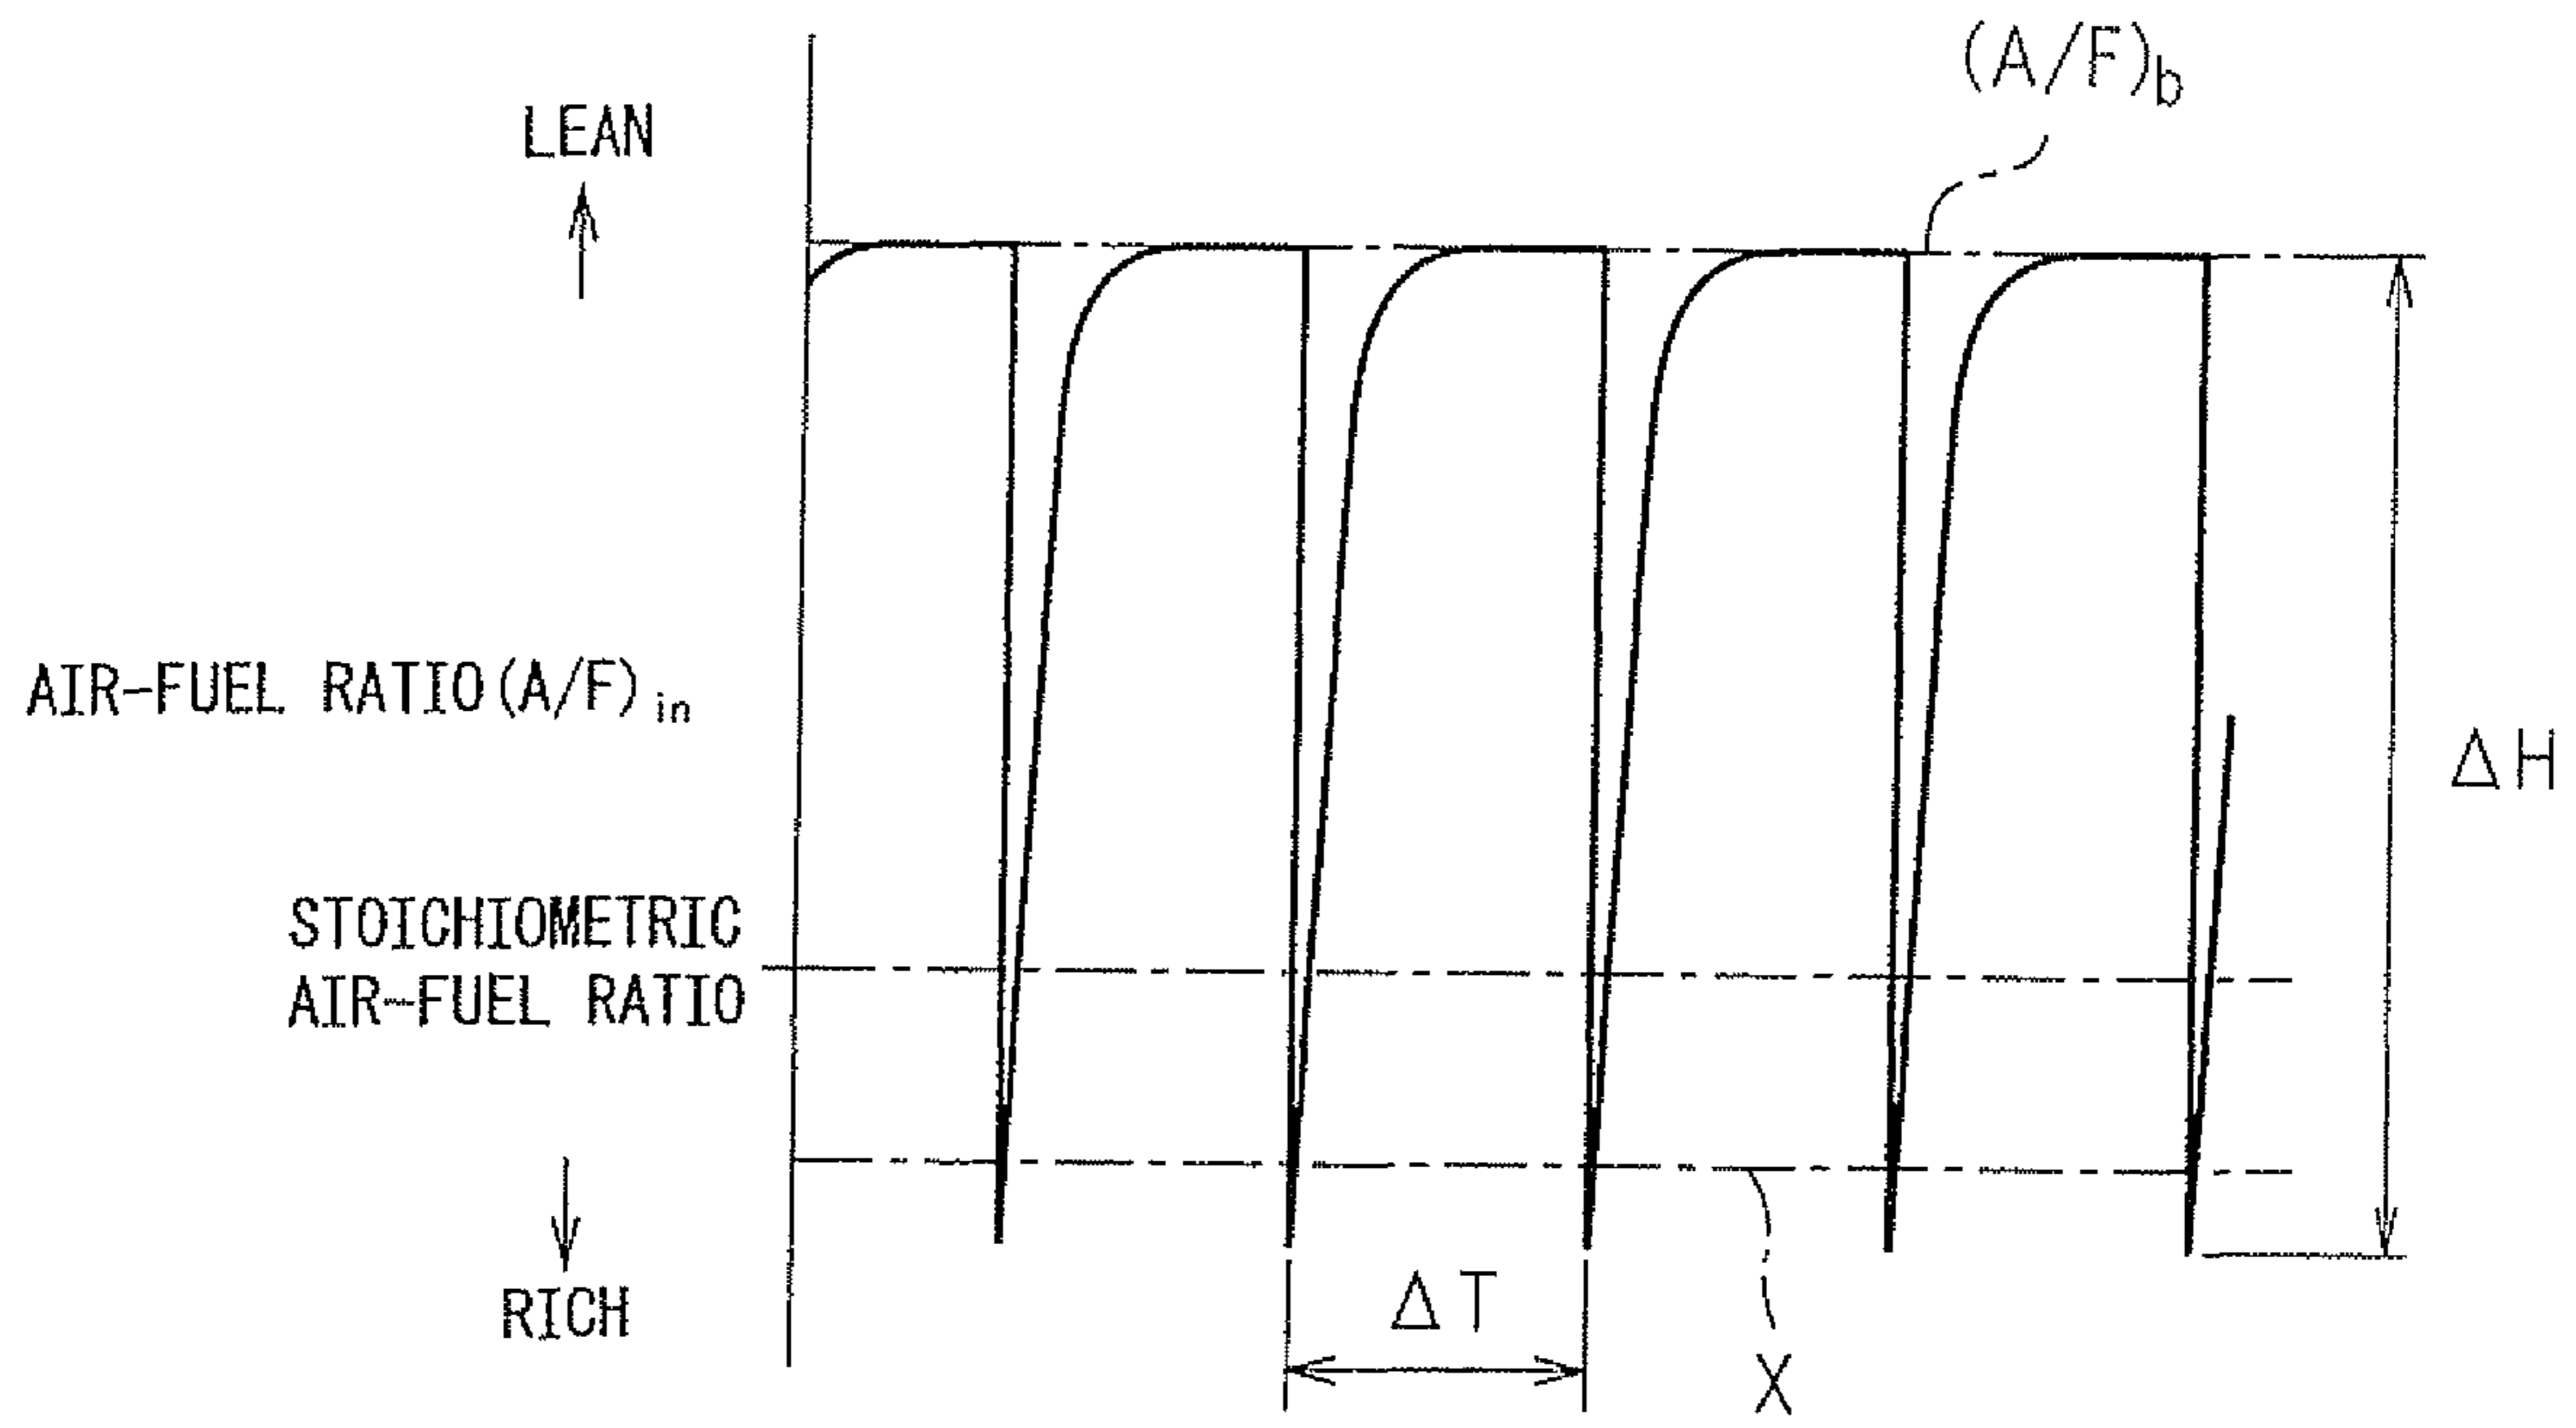 (A/F)b
LEAN
AIR-FUEL RATIO(A/F)in
ΔH
STOICHIOMETRIC
AIR-FUEL RATIO
RICH
ΔT
X